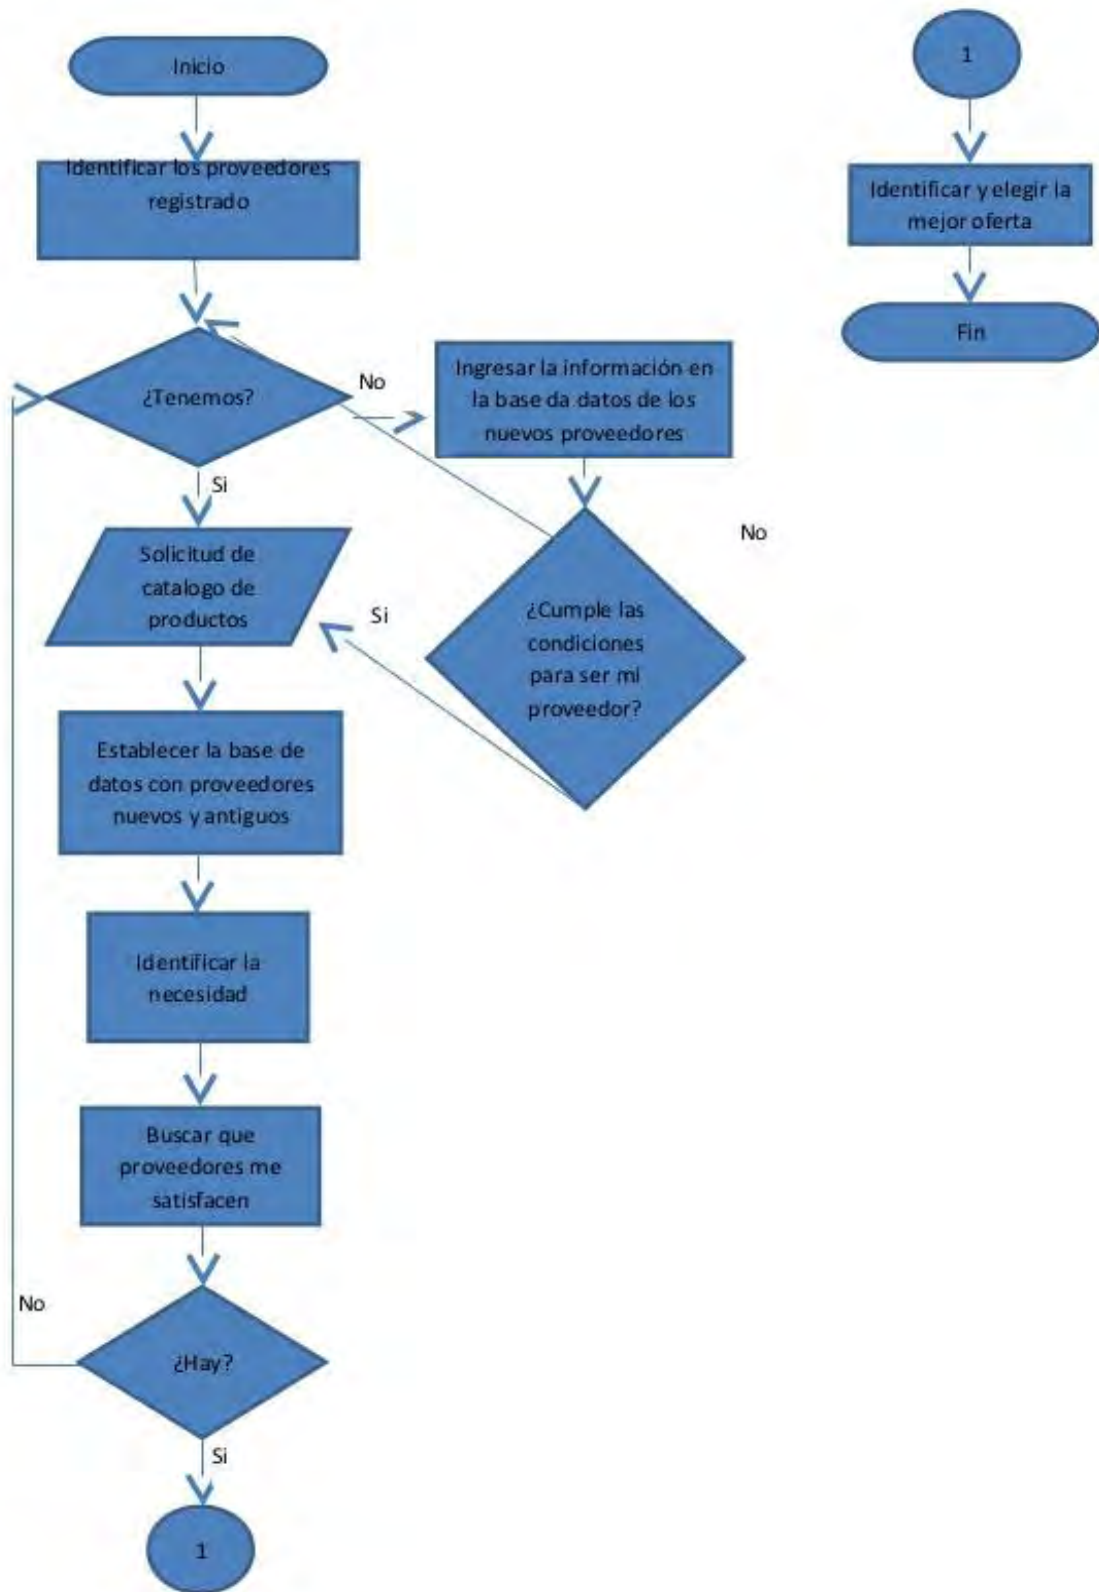 Inicio
Identificar los proveedores
registrado
¿Tenemos?
No
Ingresar la información en
la base da datos de los
nuevos proveedores
Si
Solicitud de
catalogo de
productos
Si
¿Cumple las
condiciones
para ser mi
proveedor?
No
Establecer la base de
datos con proveedores
nuevos y antiguos
Identificar la
necesidad
Buscar que
proveedores me
satisfacen
No
¿Hay?
Si
1
1
Identificar y elegir la
mejor oferta
Fin